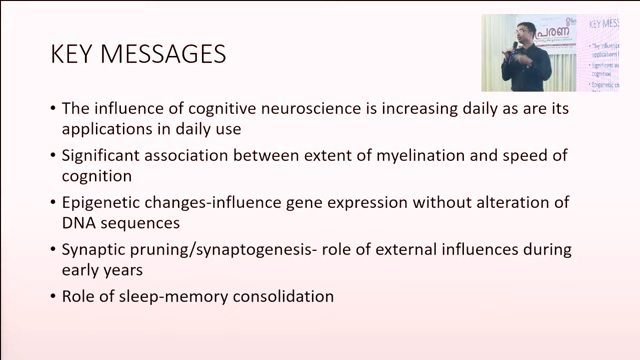 KEY MESSAGES
• The influence of cognitive neuroscience is increasing daily as are its
applications in daily use
• Significant association between extent of myelination and speed of
cognition
• Epigenetic changes-influence gene expression without alteration of
DNA sequences
• Synaptic pruning/synaptogenesis- role of external influences during
early years
• Role of sleep-memory consolidation
പ്രേരണ
KEY MESS